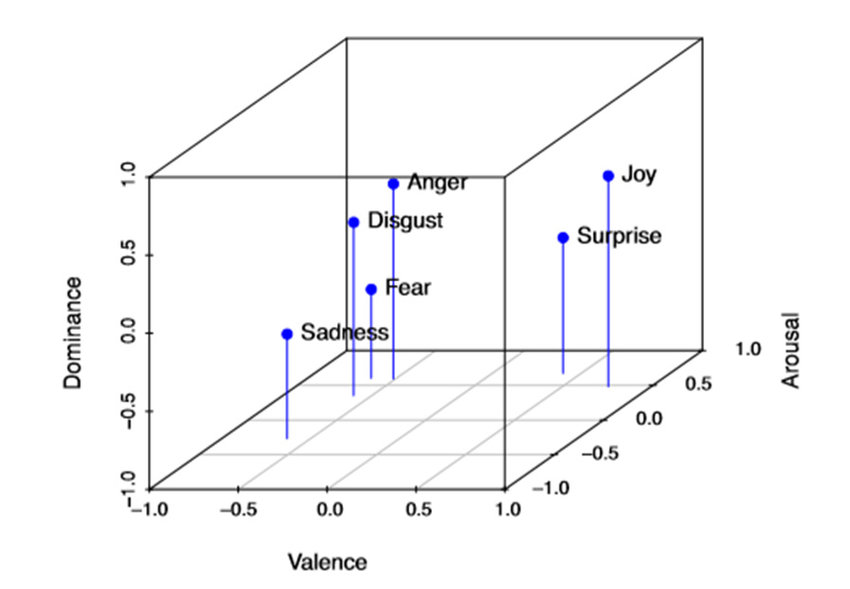 1.0
Anger
Joy
Disgust
Surprise
0.5
Fear
Dominance
0.0
Sadness
Arousal
1.0
0.5
−0.5
0.0
−0.5
−1.0
−1.0
−1.0 −0.5 0.0 0.5 1.0
Valence